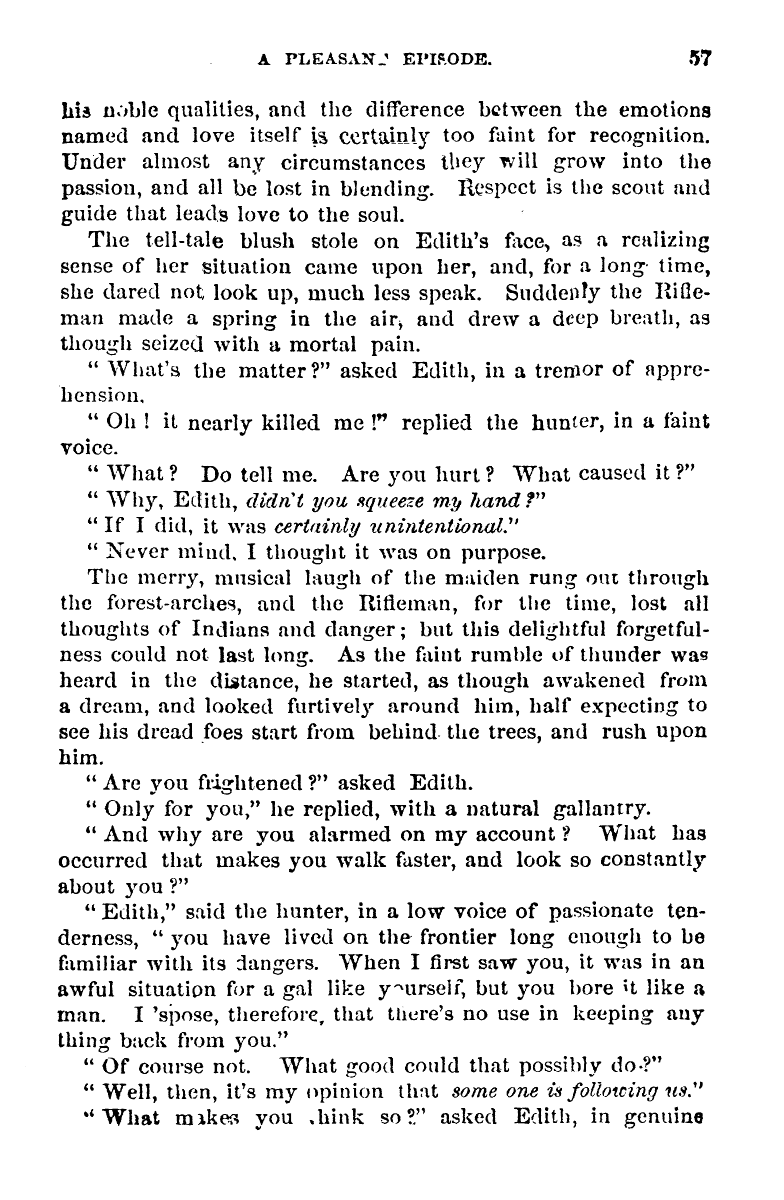 A PLEASANT EPISODE. 57
his noble qualities, and the difference between the emotions
named and love itself is certainly too faint for recognition.
Under almost any circumstances they will grow into the
passion, and all be lost in blending. Respect is the scout and
guide that leads love to the soul.
The tell-tale blush stole on Edith's face, as a realizing
sense of her situation came upon her, and, for a long time,
she dared not look up, much less speak. Suddenly the Rifle-
man made a spring in the air, and drew a deep breath, as
though seized with a mortal pain.
"What's the matter?" asked Edith, in a tremor of appre-
hension.
"Oh! it nearly killed me!" replied the hunter, in a faint
voice.
"What? Do tell me. Are you hurt? What caused it?"
"Why, Edith, didn't you squeeze my hand?"
"If I did, it was certainly unintentional."
"Never mind, I thought it was on purpose.
The merry, musical laugh of the maiden rung out through
the forest-arches, and the Rifleman, for the time, lost all
thoughts of Indians and danger; but this delightful forgetful-
ness could not last long. As the faint rumble of thunder was
heard in the distance, he started, as though awakened from
a dream, and looked furtively around him, half expecting to
see his dread foes start from behind the trees, and rush upon
him.
"Are you frightened?" asked Edith.
"Only for you," he replied, with a natural gallantry.
"And why are you alarmed on my account? What has
occurred that makes you walk faster, and look so constantly
about you?"
"Edith," said the hunter, in a low voice of passionate ten-
derness, "you have lived on the frontier long enough to be
familiar with its dangers. When I first saw you, it was in an
awful situation for a gal like yourself, but you bore it like a
man. I 'spose, therefore, that there's no use in keeping any
thing back from you."
"Of course not. What good could that possibly do?"
"Well, then, it's my opinion that some one is following us."
"What makes you think so?" asked Edith, in genuine